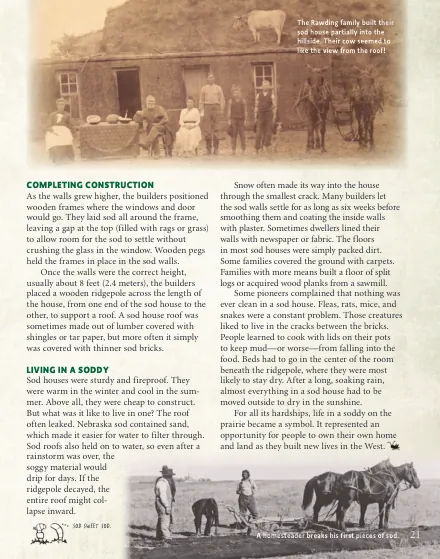 The Rawding family built their
sod house partially into the
hillside. Their cow seemed to
like the view from the roof!
COMPLETING CONSTRUCTION
As the walls grew higher, the builders positioned
wooden frames where the windows and door
would go. They laid sod all around the frame,
leaving a gap at the top (filled with rags or grass)
to allow room for the sod to settle without
crushing the glass in the window. Wooden pegs
held the frames in place in the sod walls.
Once the walls were the correct height,
usually about 8 feet (2.4 meters), the builders
placed a wooden ridgepole across the length of
the house, from one end of the sod house to the
other, to support a roof. A sod house roof was
sometimes made out of lumber covered with
shingles or tar paper, but more often it simply
was covered with thinner sod bricks.
LIVING IN A SODDY
Sod houses were sturdy and fireproof. They
were warm in the winter and cool in the sum-
mer. Above all, they were cheap to construct.
But what was it like to live in one? The roof
often leaked. Nebraska sod contained sand,
which made it easier for water to filter through.
Sod roofs also held on to water, so even after a
rainstorm was over, the
soggy material would
drip for days. If the
ridgepole decayed, the
entire roof might col-
lapse inward.
SOD SWEET SOD.
Snow often made its way into the house
through the smallest crack. Many builders let
the sod walls settle for as long as six weeks before
smoothing them and coating the inside walls
with plaster. Sometimes dwellers lined their
walls with newspaper or fabric. The floors
in most sod houses were simply packed dirt.
Some families covered the ground with carpets.
Families with more means built a floor of split
logs or acquired wood planks from a sawmill.
Some pioneers complained that nothing was
ever clean in a sod house. Fleas, rats, mice, and
snakes were a constant problem. Those creatures
liked to live in the cracks between the bricks.
People learned to cook with lids on their pots
to keep mud—or worse—from falling into the
food. Beds had to go in the center of the room
beneath the ridgepole, where they were most
likely to stay dry. After a long, soaking rain,
almost everything in a sod house had to be
moved outside to dry in the sunshine.
For all its hardships, life in a soddy on the
prairie became a symbol. It represented an
opportunity for people to own their own home
and land as they built new lives in the West.
A homesteader breaks his first pieces of sod.
21